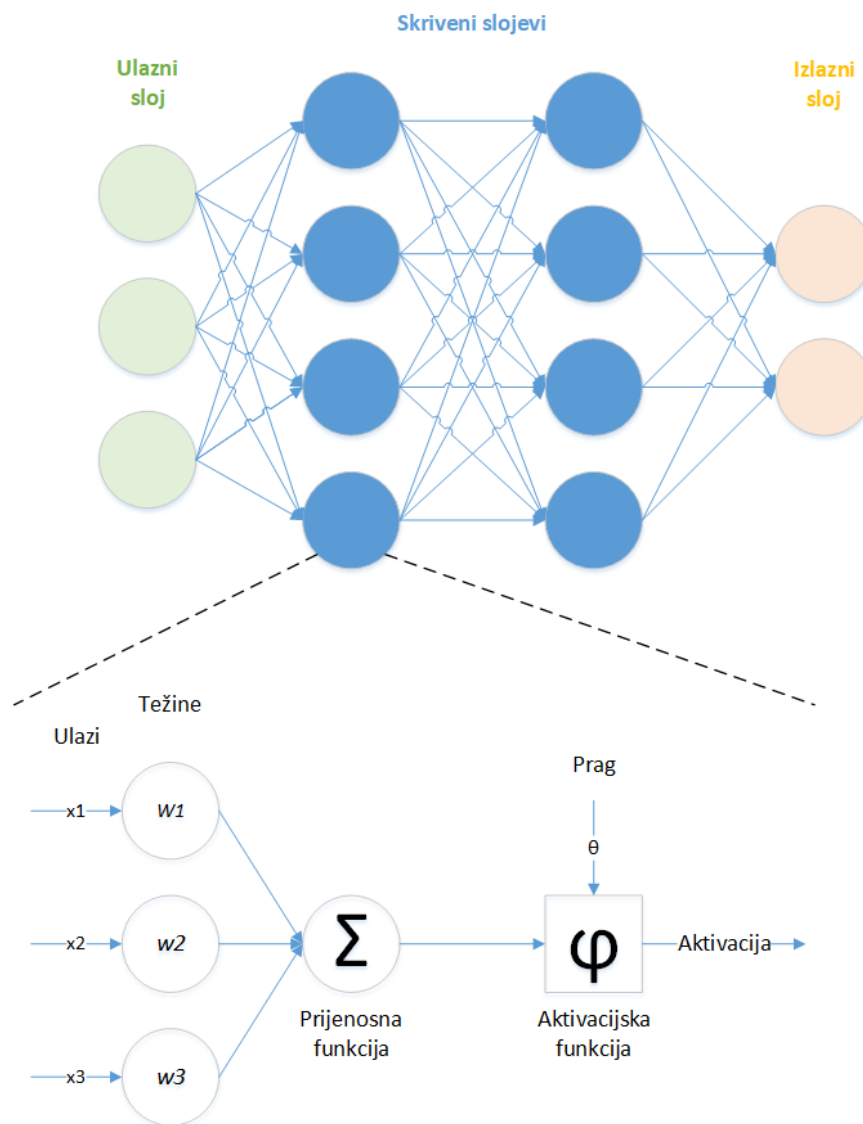 Skriveni slojevi
Ulazni
sloj
Izlazni
sloj
Težine
Ulazi
Prag
x1
W1
θ
x2
w2
Σ
φ
Aktivacija
Prijenosna
funkcija
Aktivacijska
funkcija
x3
w3